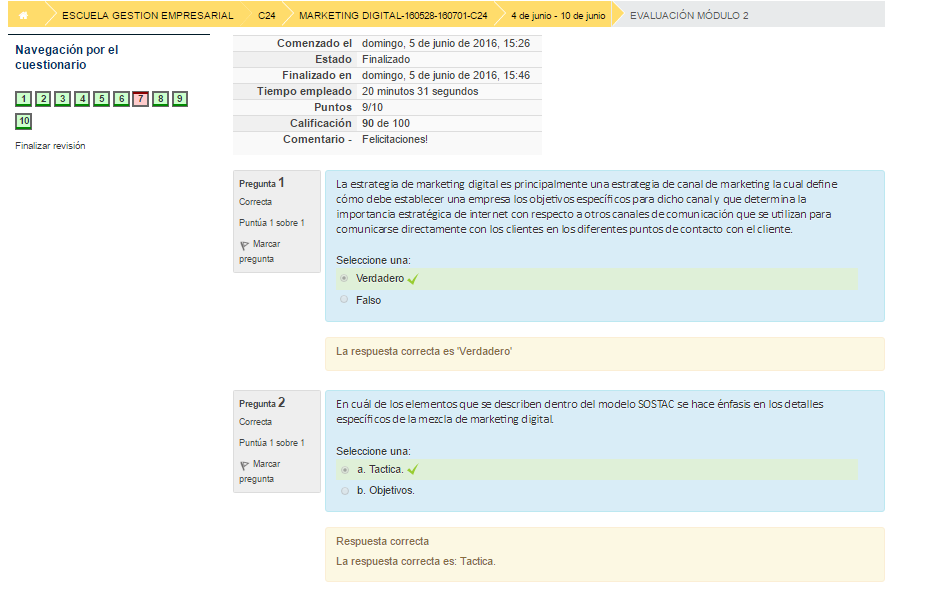 ESCUELA GESTION EMPRESARIAL C24 MARKETING DIGITAL-160528-160701-C24 4 de junio - 10 de junio EVALUACIÓN MÓDULO 2
Navegación por el
cuestionario
1 2 3 4 5 6 7 8 9
10
Finalizar revisión
Comenzado el domingo, 5 de junio de 2016, 15:26
Estado Finalizado
Finalizado en domingo, 5 de junio de 2016, 15:46
Tiempo empleado 20 minutos 31 segundos
Puntos 9/10
Calificación 90 de 100
Comentario - Felicitaciones!
Pregunta 1
Correcta
Puntúa 1 sobre 1
Marcar
pregunta
La estrategia de marketing digital es principalmente una estrategia de canal de marketing la cual define
cómo debe establecer una empresa los objetivos específicos para dicho canal y que determina la
importancia estratégica de internet con respecto a otros canales de comunicación que se utilizan para
comunicarse directamente con los clientes en los diferentes puntos de contacto con el cliente.
Seleccione una:
Verdadero
Falso
La respuesta correcta es 'Verdadero'
Pregunta 2
Correcta
Puntúa 1 sobre 1
Marcar
pregunta
En cuál de los elementos que se describen dentro del modelo SOSTAC se hace énfasis en los detalles
específicos de la mezcla de marketing digital.
Seleccione una:
a. Tactica.
b. Objetivos.
Respuesta correcta
La respuesta correcta es: Tactica.